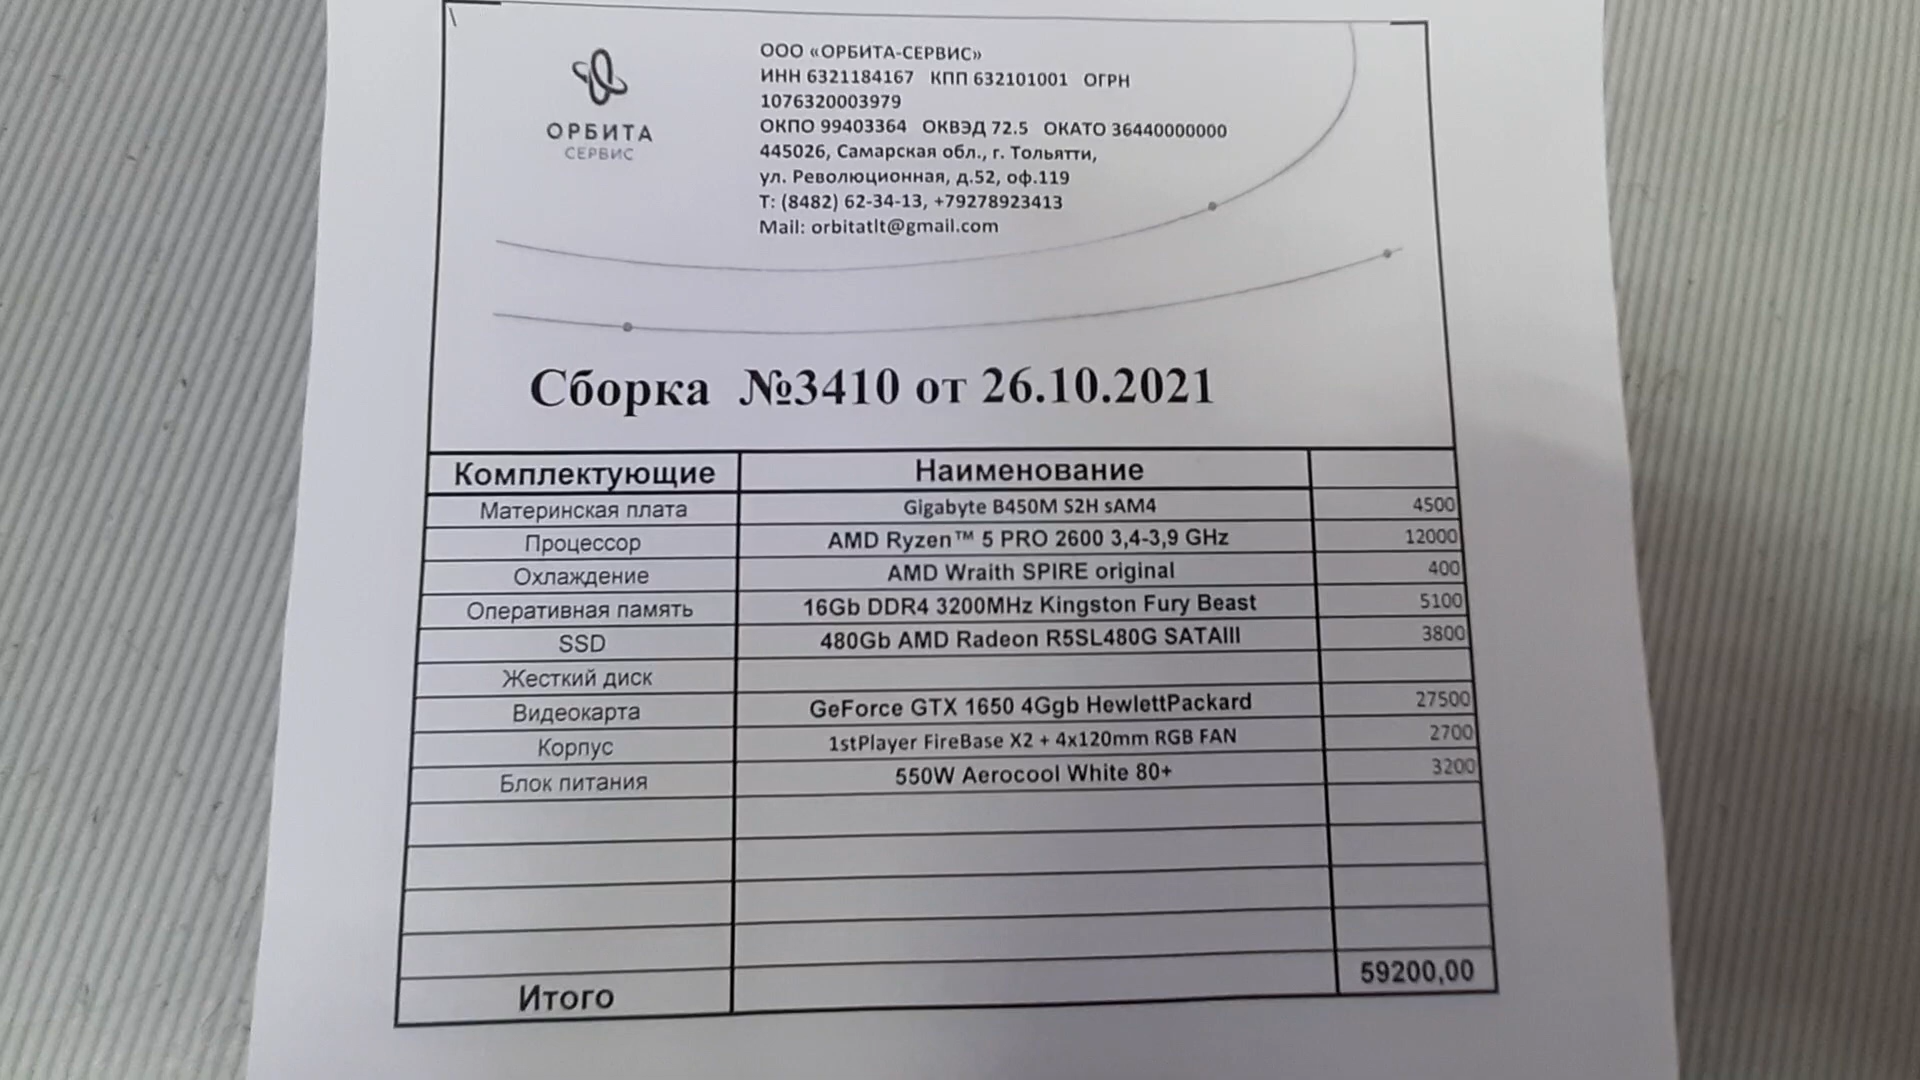 ОРБИТА
СЕРВИС
ООО «ОРБИТА-СЕРВИС»
ИНН 6321184167 КПП 632101001 ОГРН
1076320003979
ОКПО 99403364 ОКВЭД 72.5 ОКАТО 36440000000
445026, Самарская обл., г. Тольятти,
ул. Революционная, д.52, оф.119
Т: (8482) 62-34-13, +79278923413
Mail: orbitatlt@gmail.com
Сборка №3410 от 26.10.2021
Комплектующие Наименование
Материнская плата Gigabyte B450M S2H sAM4 4500
Процессор AMD Ryzen™ 5 PRO 2600 3,4-3,9 GHz 12000
Охлаждение AMD Wraith SPIRE original 400
Оперативная память 16Gb DDR4 3200MHz Kingston Fury Beast 5100
SSD 480Gb AMD Radeon R5SL480G SATAIII 3800
Жесткий диск
Видеокарта GeForce GTX 1650 4Ggb HewlettPackard 27500
Корпус 1stPlayer FireBase X2 + 4x120mm RGB FAN 2700
Блок питания 550W Aerocool White 80+ 3200
Итого 59200,00